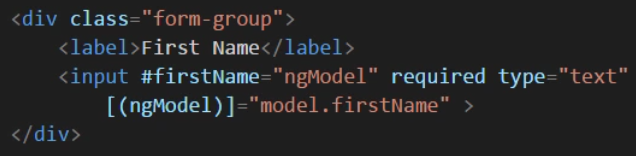 <div class="form-group">
<label>First Name</label>
<input #firstName="ngModel" required type="text"
[(ngModel)]="model.firstName" >
</div>